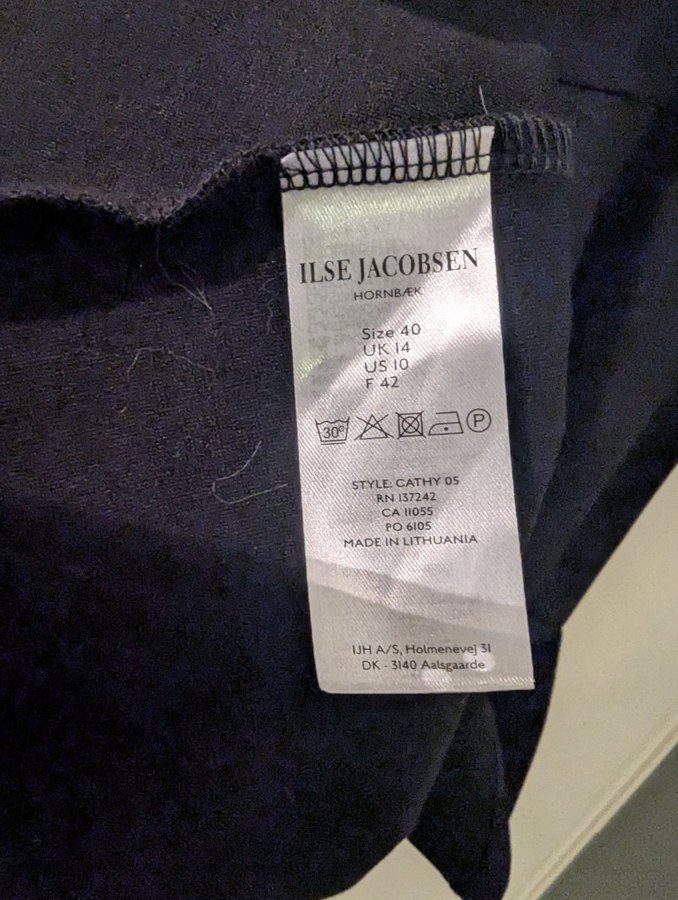 ILSE JACOBSEN
HORNBÆK
Size 40
UK 14
US 10
F 42
30° P
STYLE: CATHY 05
RN 137242
CA 11055
PO 6105
MADE IN LITHUANIA
IJH A/S, Holmenevej 31
DK - 3140 Aalsgaarde